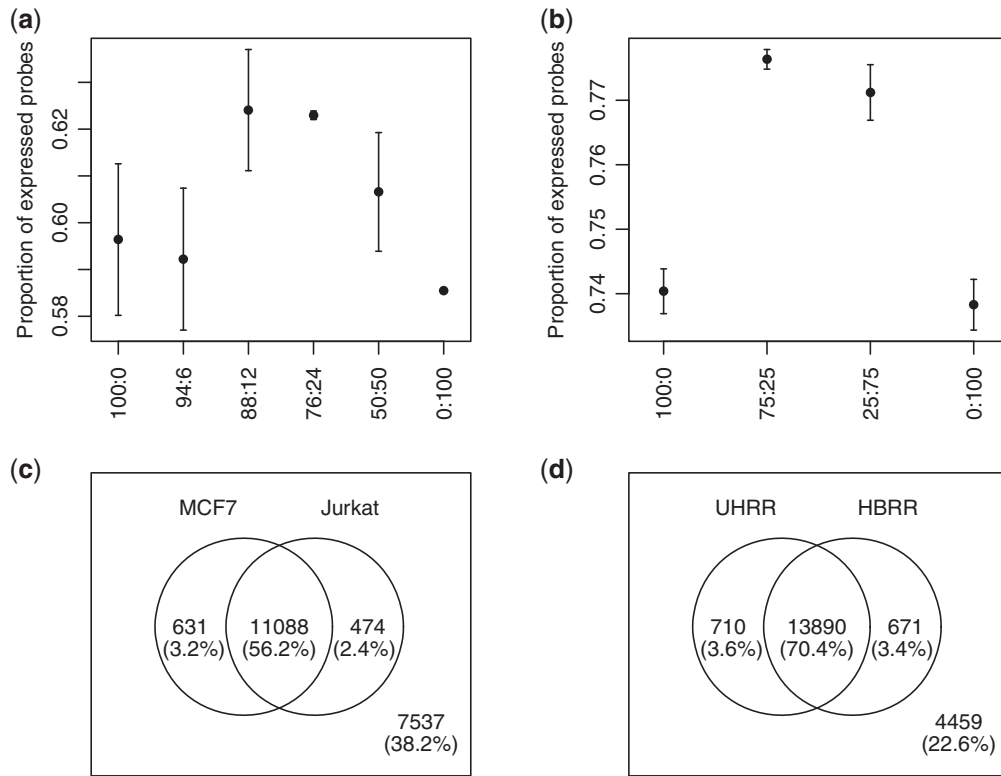 (a)
Proportion of expressed probes
0.62
0.60
0.58
100:0
94:6
88:12
76:24
50:50
0:100
(b)
Proportion of expressed probes
0.77
0.76
0.75
0.74
100:0
75:25
25:75
0:100
(c)
MCF7 Jurkat
631 11088 474
(3.2%) (56.2%) (2.4%)
7537
(38.2%)
(d)
UHRR HBRR
710 13890 671
(3.6%) (70.4%) (3.4%)
4459
(22.6%)